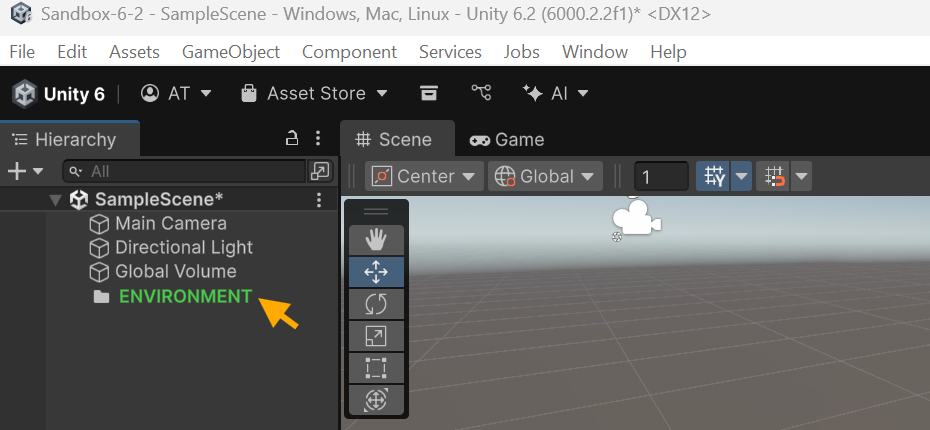 Sandbox-6-2 - SampleScene - Windows, Mac, Linux - Unity 6.2 (6000.2.2f1)* <DX12>
File Edit Assets GameObject Component Services Jobs Window Help
Unity 6 AT Asset Store AI
Hierarchy Scene Game
All Center Global 1
SampleScene*
Main Camera
Directional Light
Global Volume
ENVIRONMENT